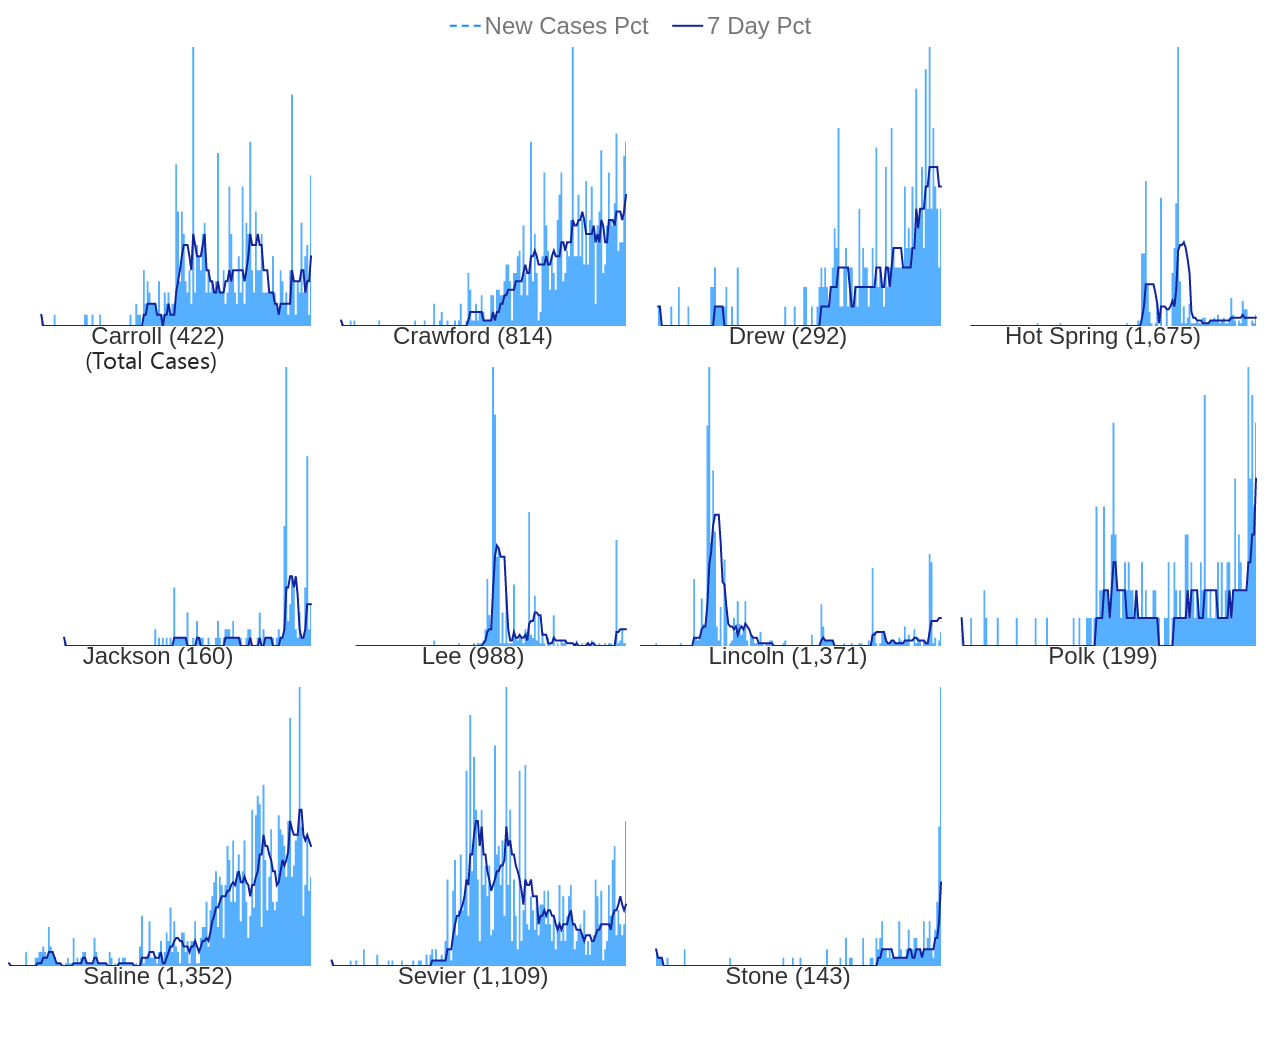 New Cases Pct 7 Day Pct
Carroll (422) Crawford (814) Drew (292) Hot Spring (1,675)
(Total Cases)
Jackson (160) Lee (988) Lincoln (1,371) Polk (199)
Saline (1,352) Sevier (1,109) Stone (143)